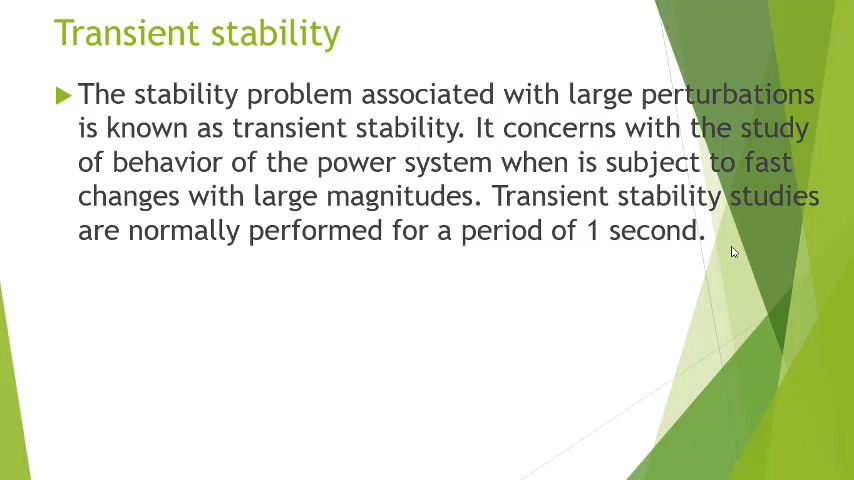 Transient stability
The stability problem associated with large perturbations
is known as transient stability. It concerns with the study
of behavior of the power system when is subject to fast
changes with large magnitudes. Transient stability studies
are normally performed for a period of 1 second.